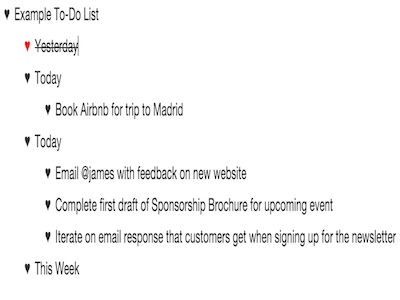 Example To-Do List
Yesterday
Today
Book Airbnb for trip to Madrid
Today
Email @james with feedback on new website
Complete first draft of Sponsorship Brochure for upcoming event
Iterate on email response that customers get when signing up for the newsletter
This Week